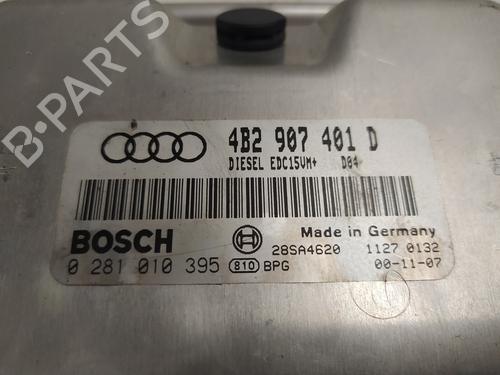 4B2 907 401 D
DIESEL EDC15VM+ D04
BOSCH
Made in Germany
28SA4620 1127 0132
0 281 010 395 810 BPG 00-11-07
B-PARTS